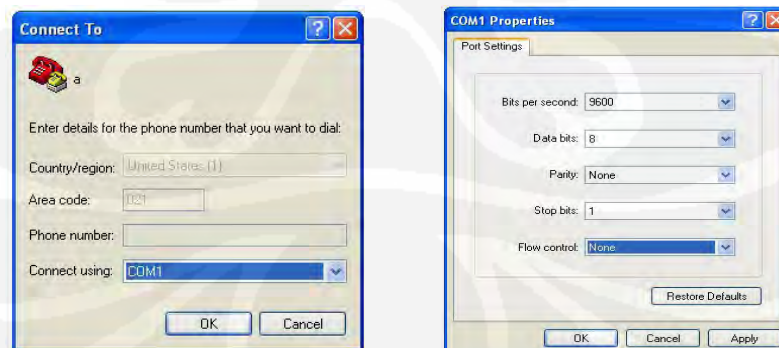 Connect To
a
Enter details for the phone number that you want to dial:
Country/region: United States (1)
Area code: 021
Phone number:
Connect using: COM1
OK Cancel
COM1 Properties
Port Settings
Bits per second: 9600
Data bits: 8
Parity: None
Stop bits: 1
Flow control: None
Restore Defaults
OK Cancel Apply